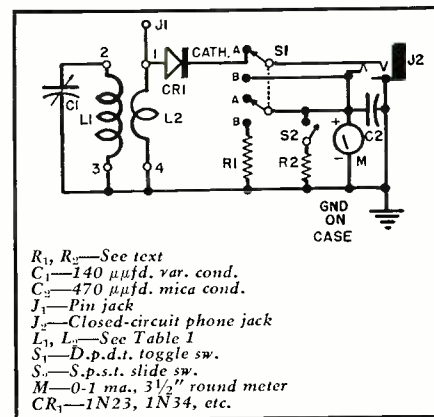 J1
2
1
CATH.
A
S1
J2
CR1
B
C1
L1
L2
A
+
C2
B
S2
M
3
4
R1
R2
-
GND
ON
CASE
R₁, R₂—See text
C₁—140 μμfd. var. cond.
C₂—470 μμfd. mica cond.
J₁—Pin jack
J₂—Closed-circuit phone jack
L₁, L₂—See Table 1
S₁—D.p.d.t. toggle sw.
S₂—S.p.s.t. slide sw.
M—0-1 ma., 3½" round meter
CR₁—1N23, 1N34, etc.